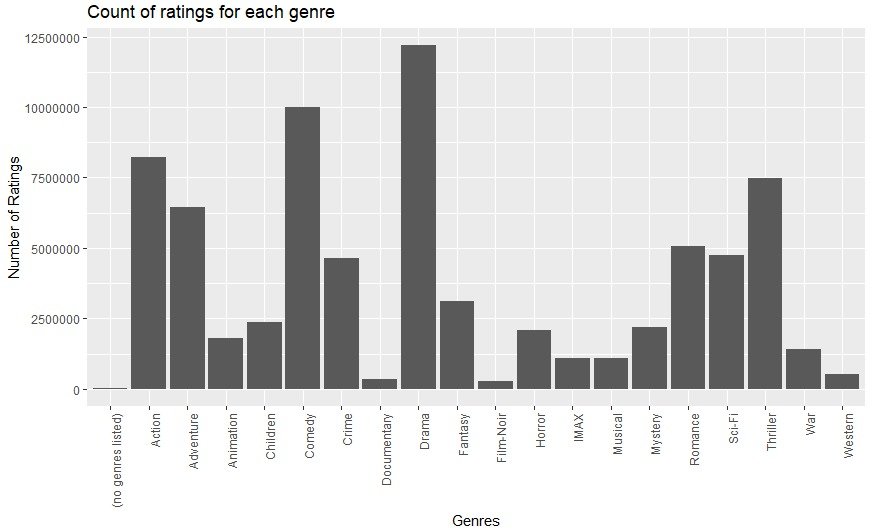 Count of ratings for each genre
Number of Ratings
12500000
10000000
7500000
5000000
2500000
0
(no genres listed)
Action
Adventure
Animation
Children
Comedy
Crime
Documentary
Drama
Fantasy
Film-Noir
Horror
IMAX
Musical
Mystery
Romance
Sci-Fi
Thriller
War
Western
Genres